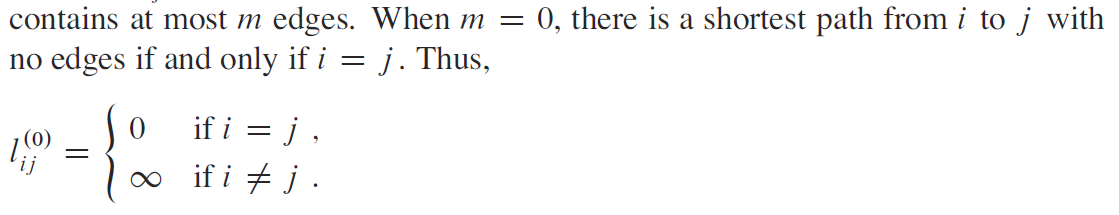 contains at most m edges. When m = 0, there is a shortest path from i to j with
no edges if and only if i = j. Thus,
l_{ij}^{(0)} = { 0 if i = j ,
∞ if i ≠ j .